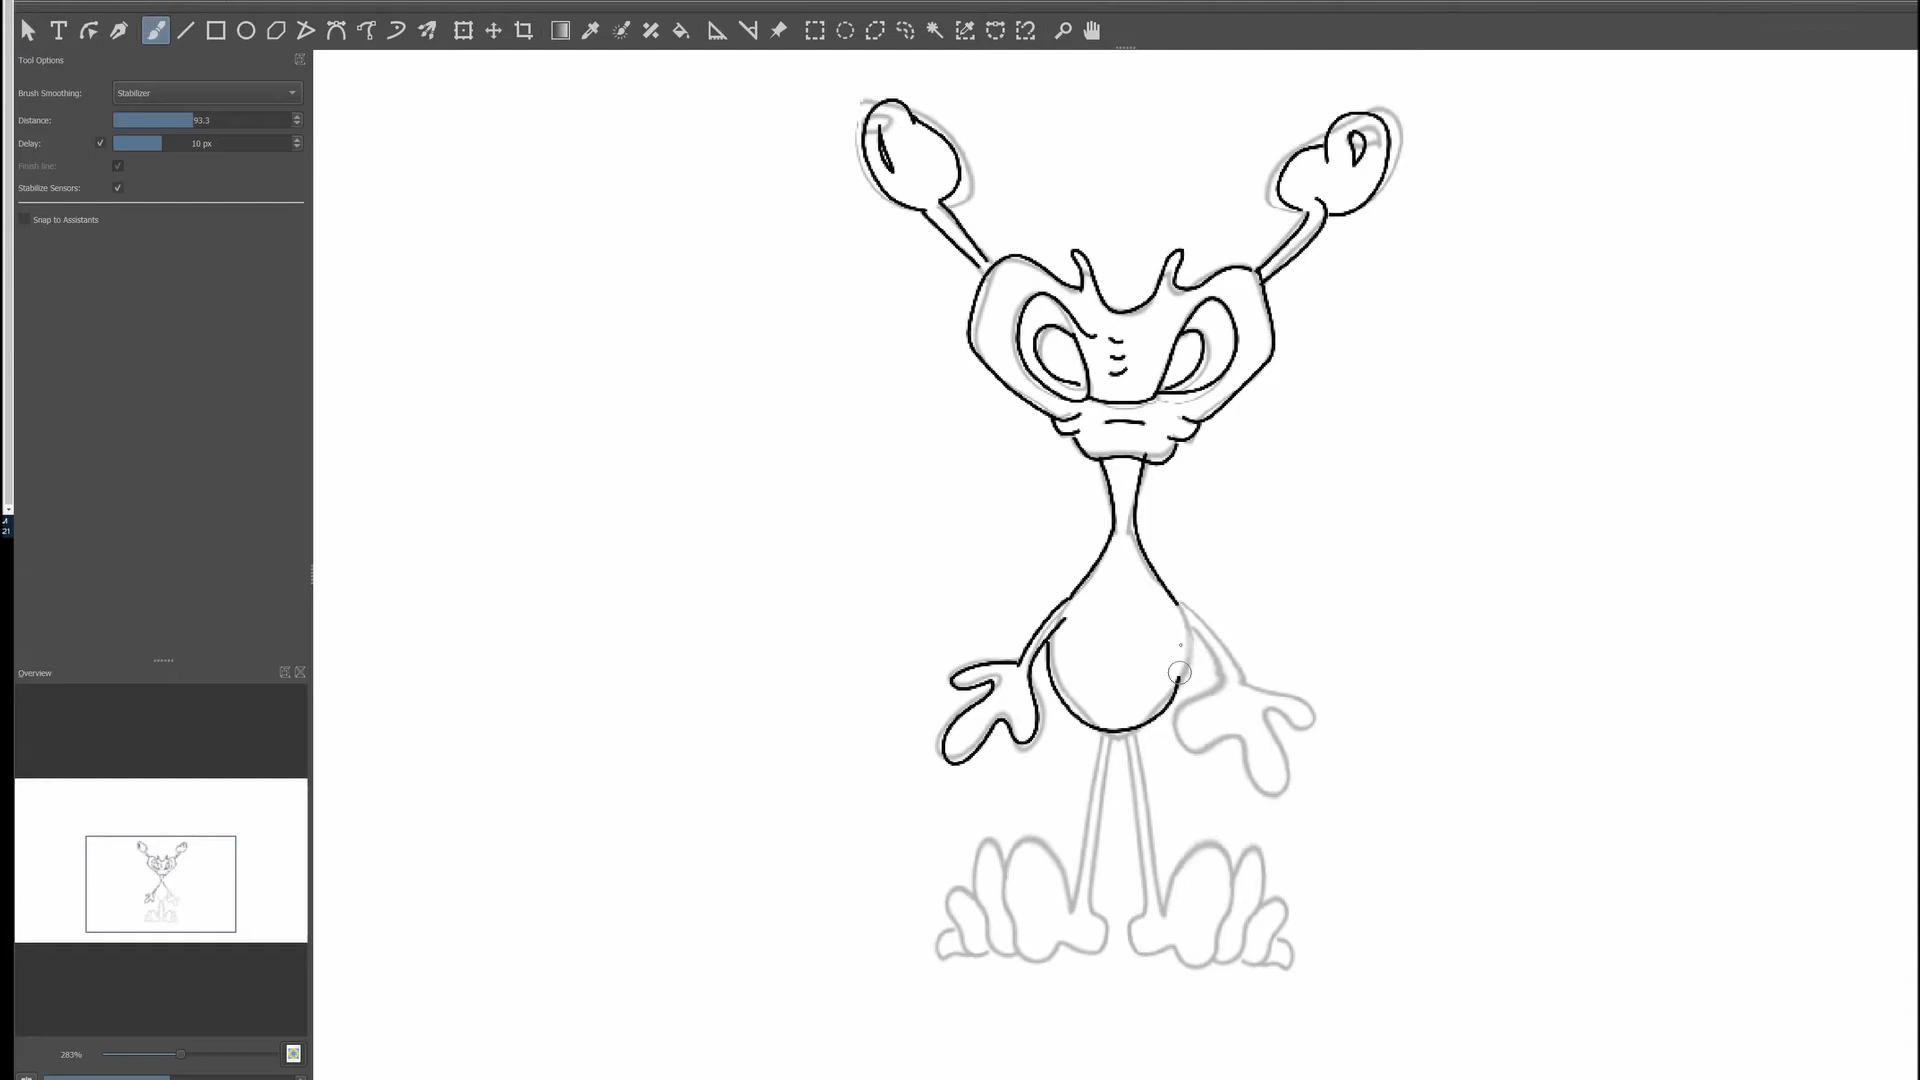 Tool Options
Brush Smoothing: Stabilizer
Distance: 93.3
Delay: 10 px
Finish line:
Stabilize Sensors:
Snap to Assistants
21
Overview
283%